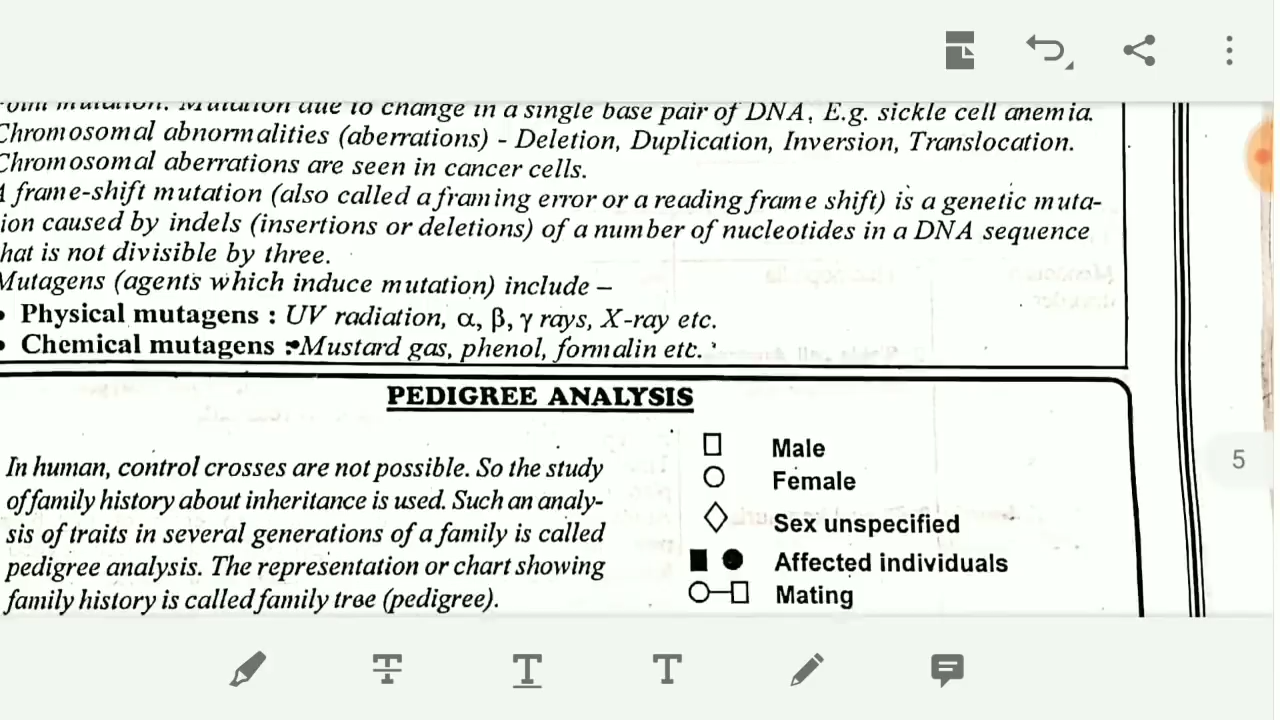 oint mutation: Mutation due to change in a single base pair of DNA, E.g. sickle cell anemia.
Chromosomal abnormalities (aberrations) - Deletion, Duplication, Inversion, Translocation.
Chromosomal aberrations are seen in cancer cells.
A frame-shift mutation (also called a framing error or a reading frame shift) is a genetic muta-
ion caused by indels (insertions or deletions) of a number of nucleotides in a DNA sequence
hat is not divisible by three.
Mutagens (agents which induce mutation) include –
• Physical mutagens : UV radiation, α, β, γ rays, X-ray etc.
• Chemical mutagens : Mustard gas, phenol, formalin etc.
PEDIGREE ANALYSIS
In human, control crosses are not possible. So the study
of family history about inheritance is used. Such an analy-
sis of traits in several generations of a family is called
pedigree analysis. The representation or chart showing
family history is called family tree (pedigree).
Male
Female
Sex unspecified
Affected individuals
Mating
5